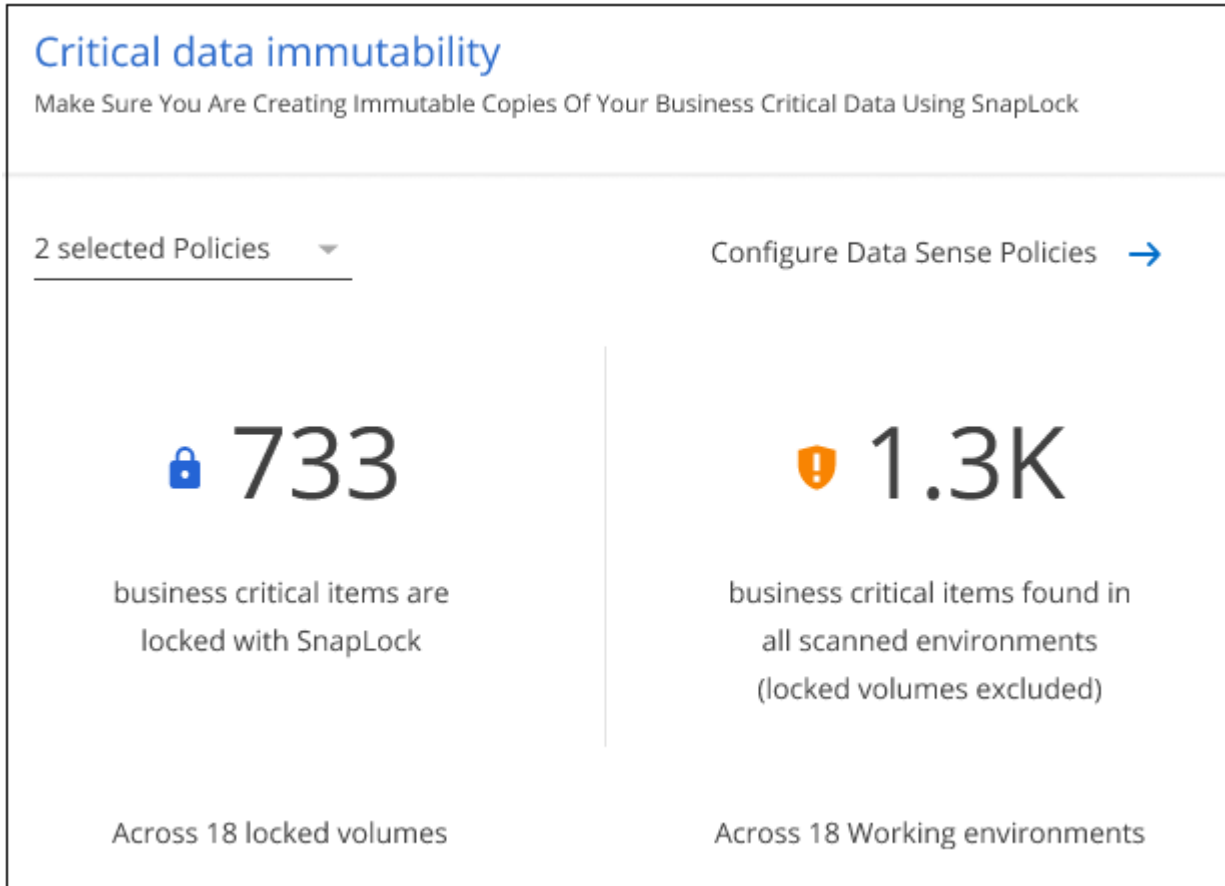 Critical data immutability
Make Sure You Are Creating Immutable Copies Of Your Business Critical Data Using SnapLock
2 selected Policies
Configure Data Sense Policies
733
business critical items are
locked with SnapLock
Across 18 locked volumes
1.3K
business critical items found in
all scanned environments
(locked volumes excluded)
Across 18 Working environments